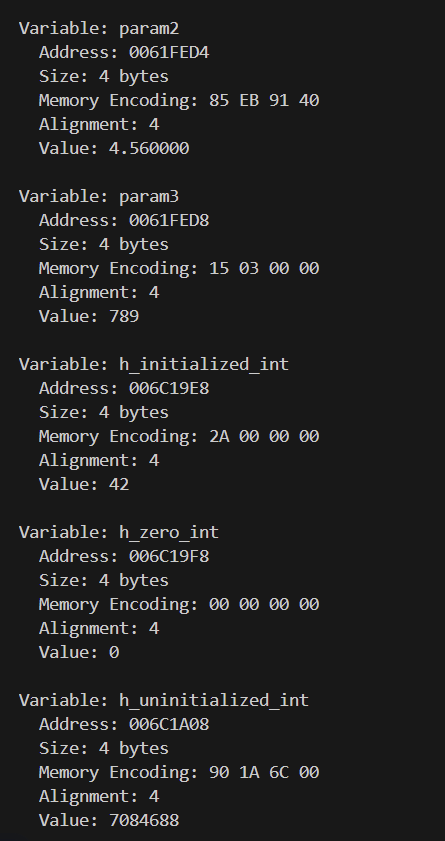 Variable: param2
Address: 0061FED4
Size: 4 bytes
Memory Encoding: 85 EB 91 40
Alignment: 4
Value: 4.560000
Variable: param3
Address: 0061FED8
Size: 4 bytes
Memory Encoding: 15 03 00 00
Alignment: 4
Value: 789
Variable: h_initialized_int
Address: 006C19E8
Size: 4 bytes
Memory Encoding: 2A 00 00 00
Alignment: 4
Value: 42
Variable: h_zero_int
Address: 006C19F8
Size: 4 bytes
Memory Encoding: 00 00 00 00
Alignment: 4
Value: 0
Variable: h_uninitialized_int
Address: 006C1A08
Size: 4 bytes
Memory Encoding: 90 1A 6C 00
Alignment: 4
Value: 7084688